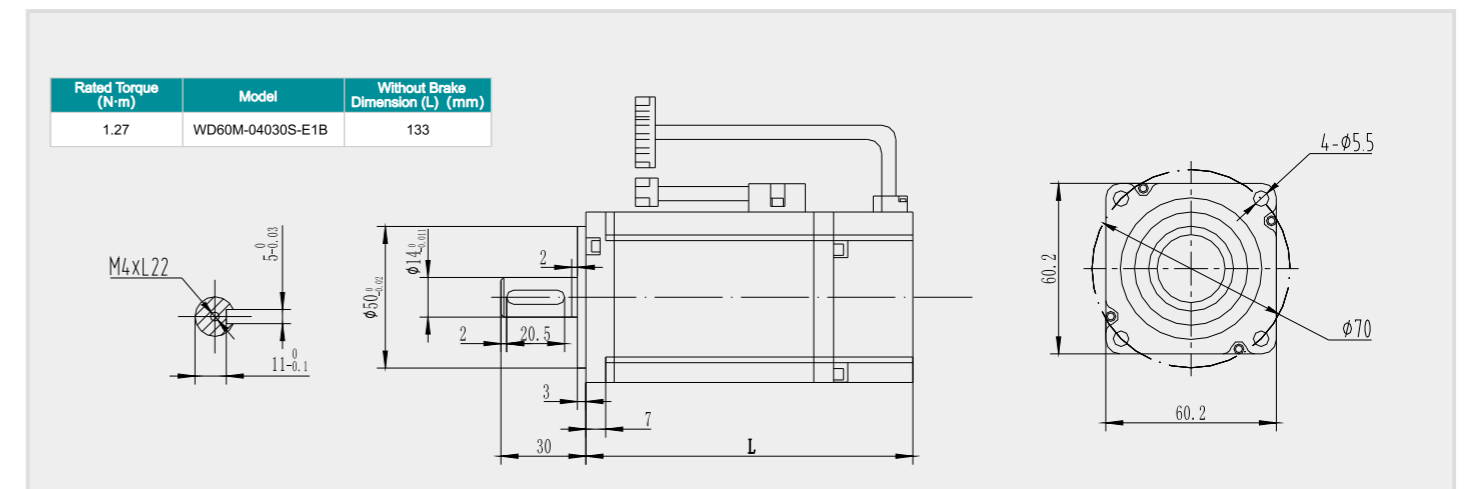 Rated Torque
(N·m)
Model
Without Brake
Dimension (L) (mm)
1.27
WD60M-04030S-E1B
133
4-ϕ5.5
M4xL22
5-0.03
0
ϕ14-0.011
0
2
ϕ50-0.02
0
60.2
2
20.5
ϕ70
11-0.1
0
3
7
60.2
30
L